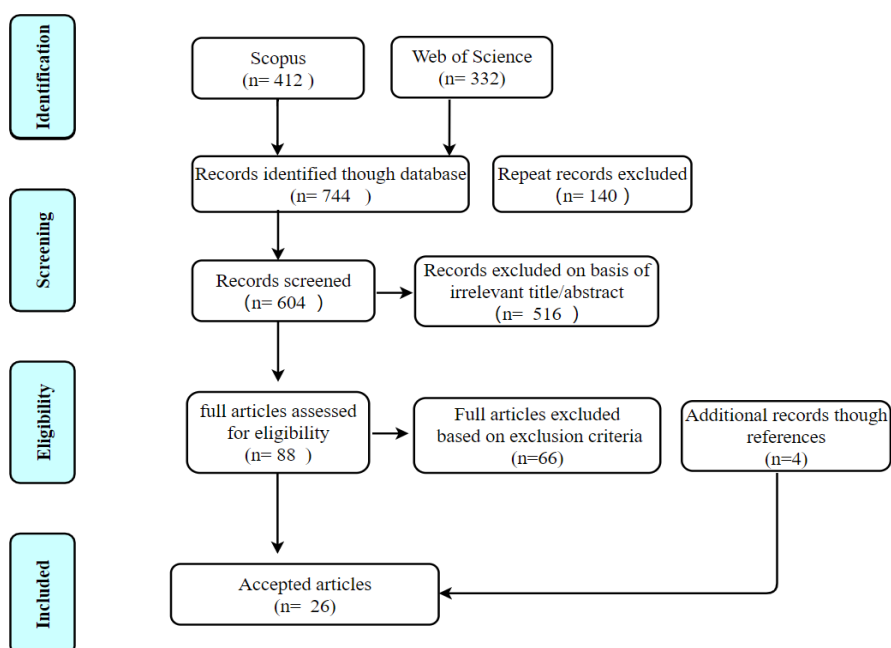 Identification
Scopus
(n= 412 )
Web of Science
(n= 332)
Records identified though database
(n= 744 )
Repeat records excluded
(n= 140 )
Screening
Records screened
(n= 604 )
Records excluded on basis of
irrelevant title/abstract
(n= 516 )
Eligibility
full articles assessed
for eligibility
(n= 88 )
Full articles excluded
based on exclusion criteria
(n=66)
Additional records though
references
(n=4)
Included
Accepted articles
(n= 26)